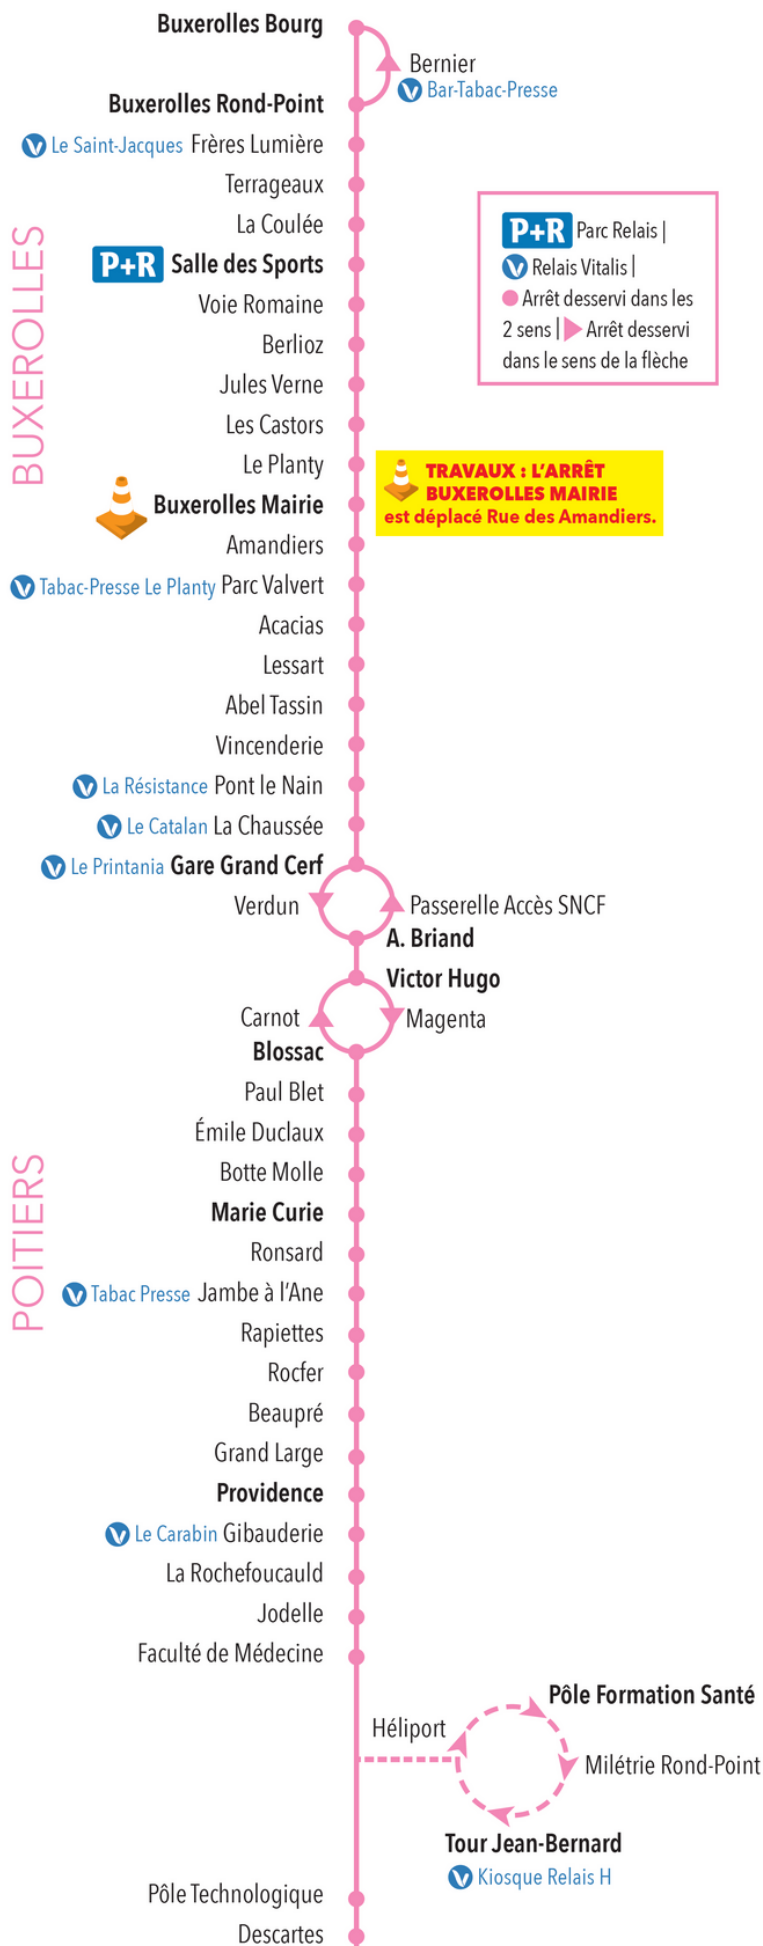 Buxerolles Bourg
Bernier
V Bar-Tabac-Presse
Buxerolles Rond-Point
V Le Saint-Jacques Frères Lumière
Terrageaux
La Coulée
P+R Salle des Sports
Voie Romaine
Berlioz
Jules Verne
Les Castors
Le Planty
Buxerolles Mairie
Amandiers
V Tabac-Presse Le Planty Parc Valvert
Acacias
Lessart
Abel Tassin
Vincenderie
V La Résistance Pont le Nain
V Le Catalan La Chaussée
V Le Printania Gare Grand Cerf
BUXEROLLES
P+R Parc Relais |
V Relais Vitalis |
Arrêt desservi dans les
2 sens | Arrêt desservi
dans le sens de la flèche
TRAVAUX : L'ARRÊT
BUXEROLLES MAIRIE
est déplacé Rue des Amandiers.
Verdun
Passerelle Accès SNCF
A. Briand
Victor Hugo
Carnot
Magenta
Blossac
Paul Blet
Émile Duclaux
Botte Molle
Marie Curie
Ronsard
V Tabac Presse Jambe à l'Ane
Rapiettes
Rocfer
Beaupré
Grand Large
Providence
V Le Carabin Gibauderie
La Rochefoucauld
Jodelle
Faculté de Médecine
POITIERS
Pôle Formation Santé
Héliport
Milétrie Rond-Point
Tour Jean-Bernard
V Kiosque Relais H
Pôle Technologique
Descartes